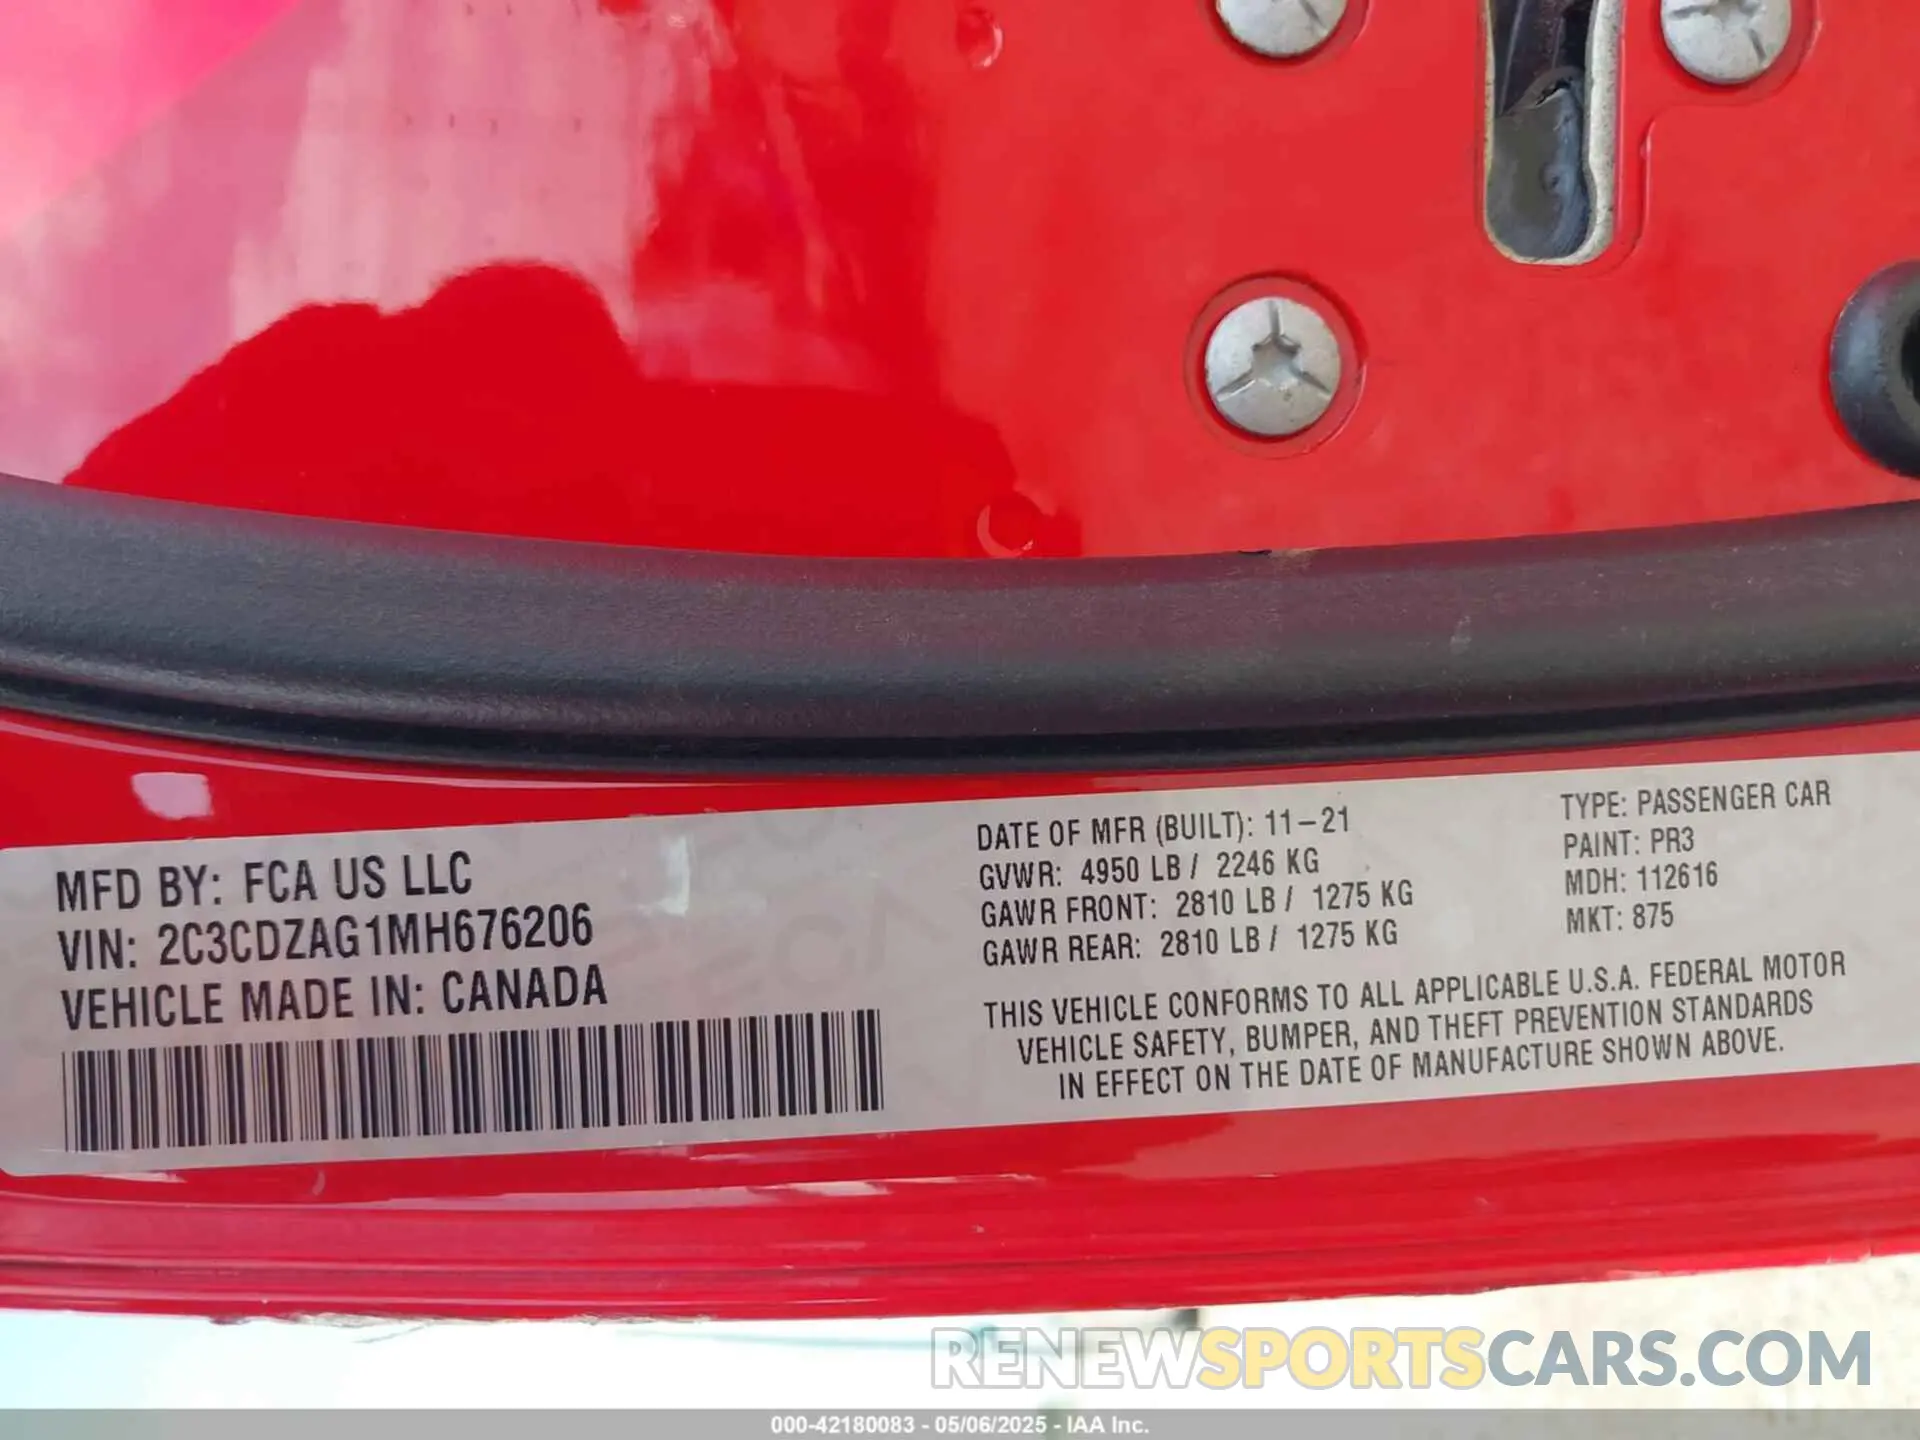 MFD BY: FCA US LLC
VIN: 2C3CDZAG1MH676206
VEHICLE MADE IN: CANADA
DATE OF MFR (BUILT): 11-21
GVWR: 4950 LB / 2246 KG
GAWR FRONT: 2810 LB / 1275 KG
GAWR REAR: 2810 LB / 1275 KG
TYPE: PASSENGER CAR
PAINT: PR3
MDH: 112616
MKT: 875
THIS VEHICLE CONFORMS TO ALL APPLICABLE U.S.A. FEDERAL MOTOR
VEHICLE SAFETY, BUMPER, AND THEFT PREVENTION STANDARDS
IN EFFECT ON THE DATE OF MANUFACTURE SHOWN ABOVE.
RENEWSPORTSCARS.COM
000-42180083 - 05/06/2025 - IAA Inc.